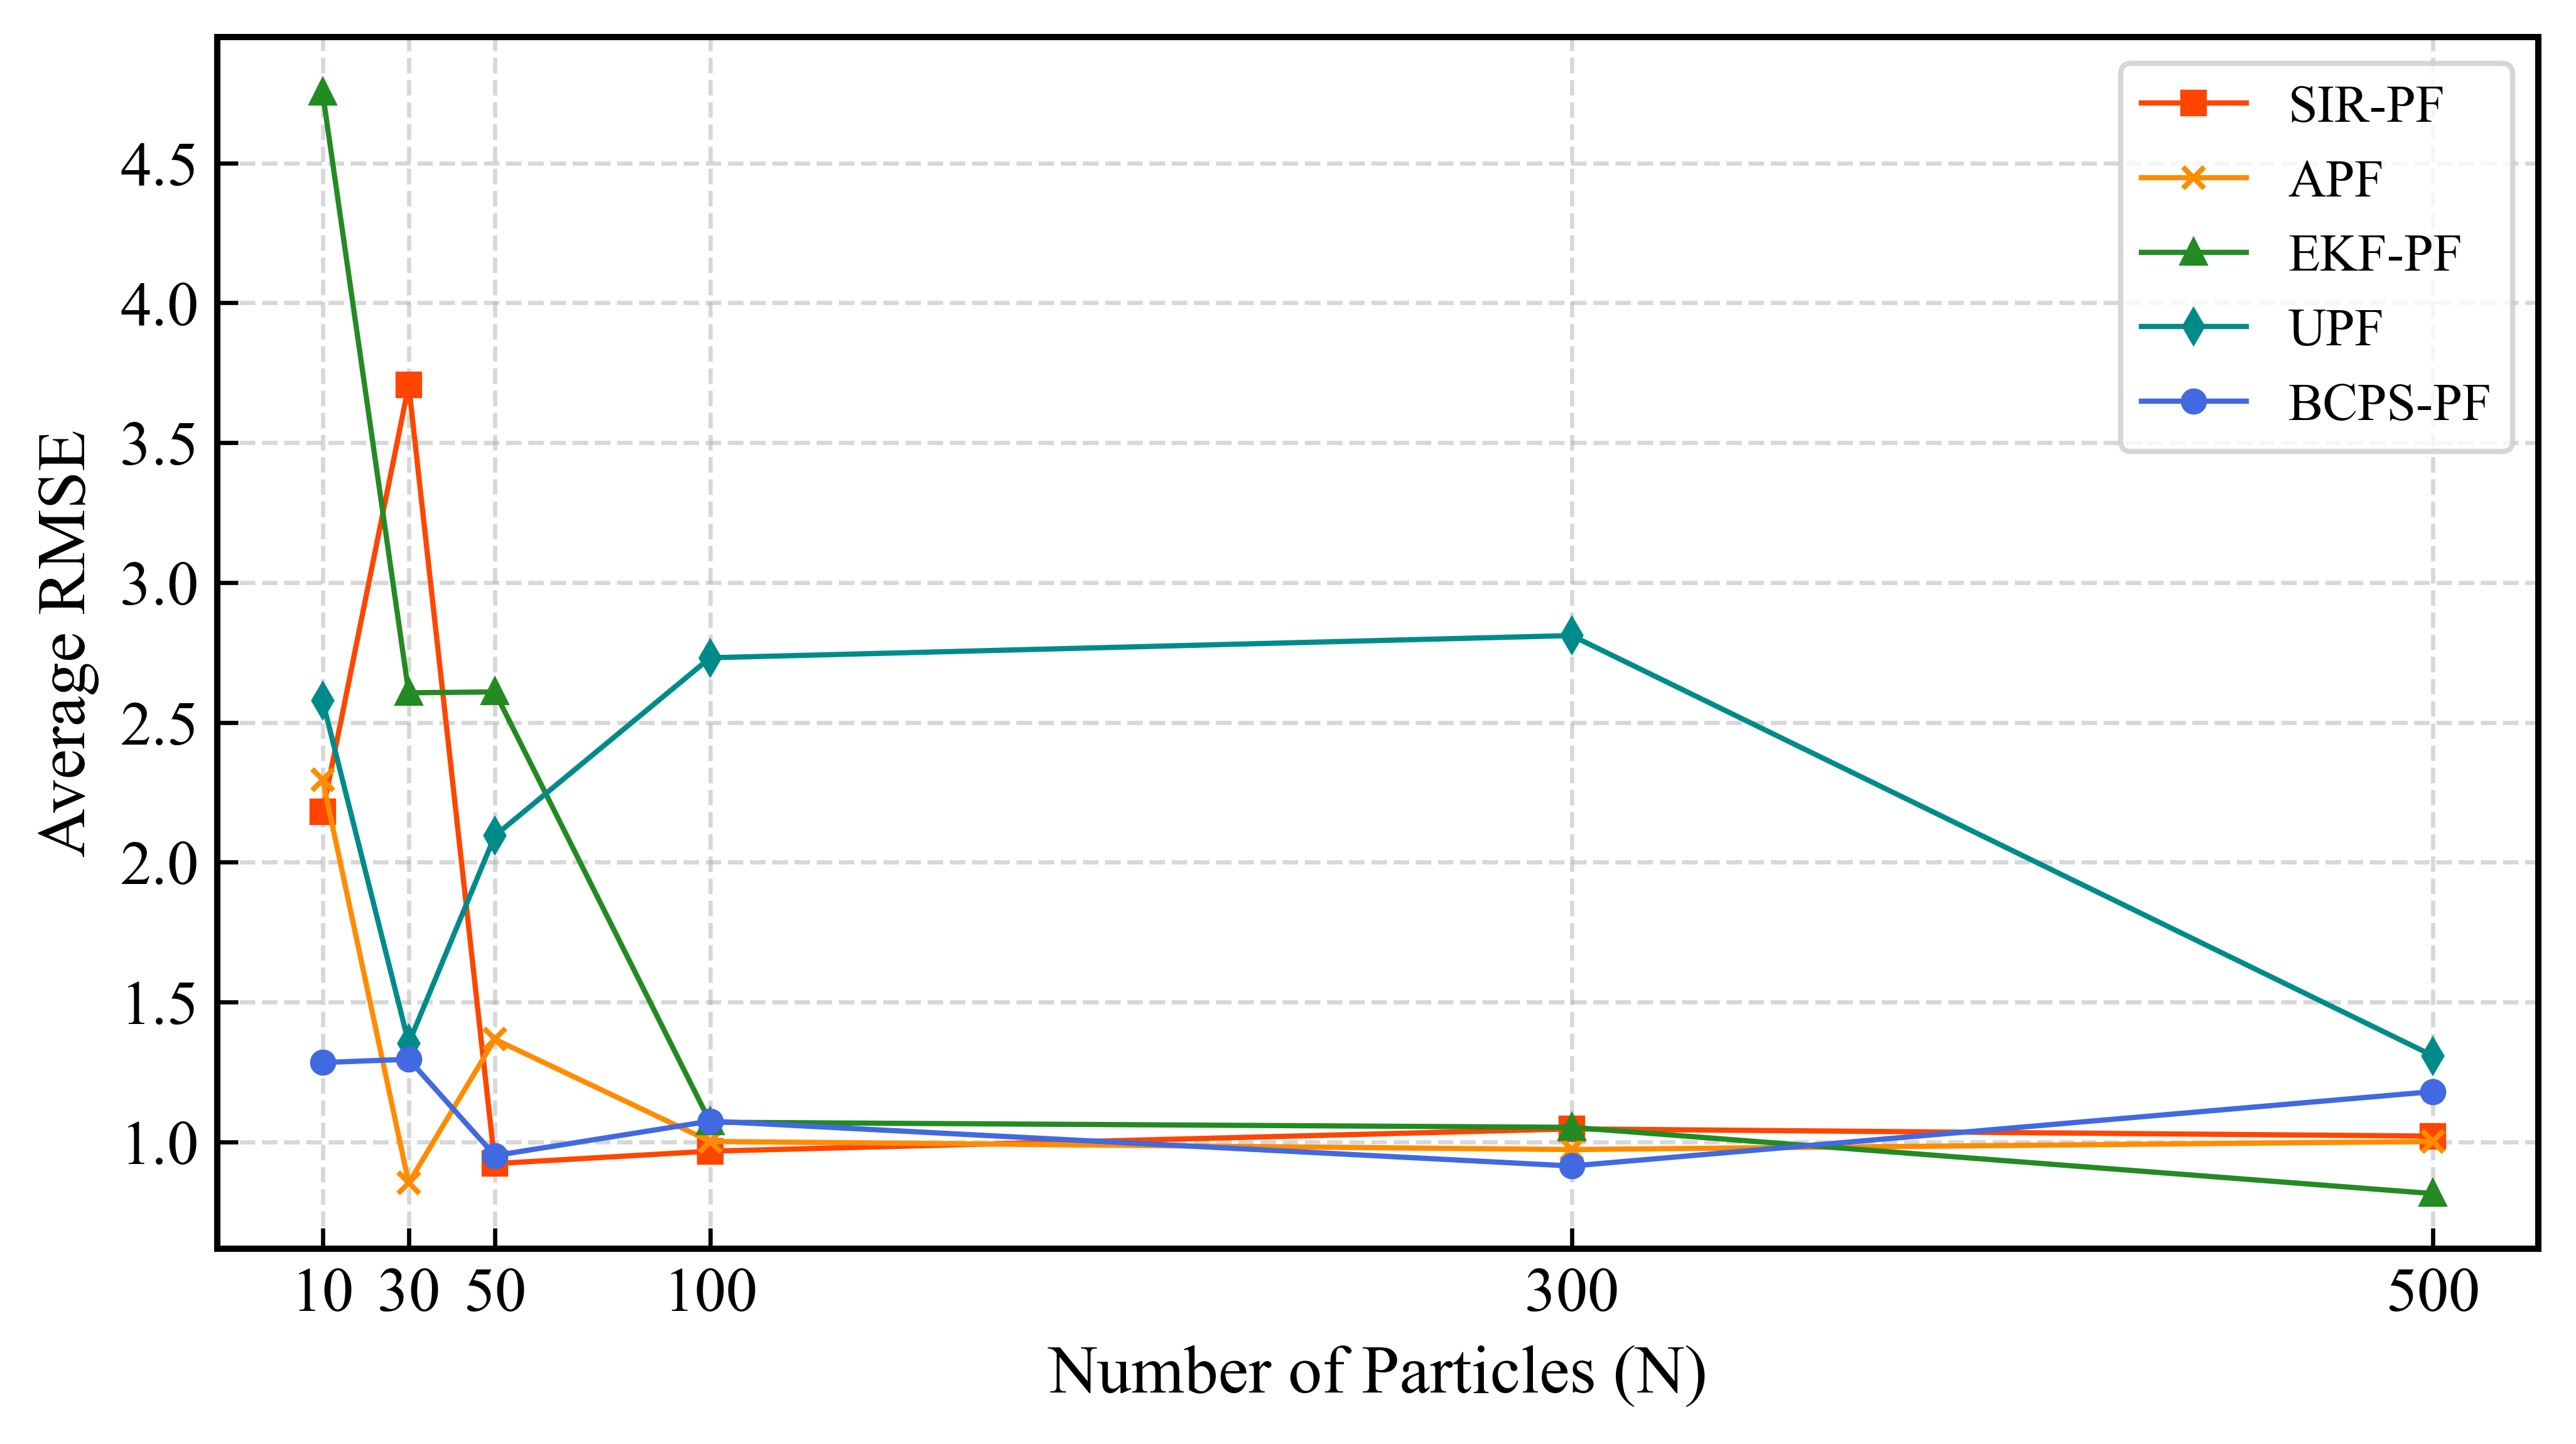 SIR-PF
APF
EKF-PF
UPF
BCPS-PF
Average RMSE
4.5
4.0
3.5
3.0
2.5
2.0
1.5
1.0
10 30 50 100 300 500
Number of Particles (N)